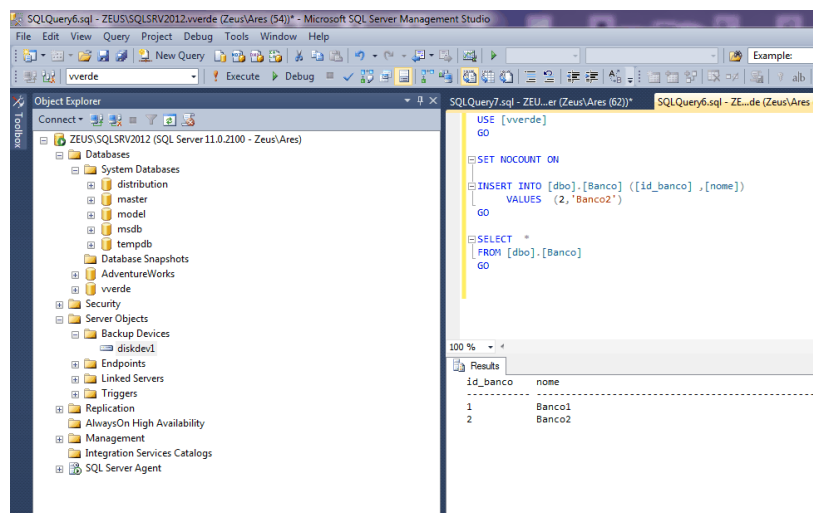 SQLQuery6.sql - ZEUS\SQLSRV2012.vverde (Zeus\Ares (54))* - Microsoft SQL Server Management Studio
File Edit View Query Project Debug Tools Window Help
New Query
Example:
vverde
Execute
Debug
Toolbox
Object Explorer
Connect
ZEUS\SQLSRV2012 (SQL Server 11.0.2100 - Zeus\Ares)
Databases
System Databases
distribution
master
model
msdb
tempdb
Database Snapshots
AdventureWorks
vverde
Security
Server Objects
Backup Devices
diskdev1
Endpoints
Linked Servers
Triggers
Replication
AlwaysOn High Availability
Management
Integration Services Catalogs
SQL Server Agent
SQLQuery7.sql - ZEU...er (Zeus\Ares (62))*
SQLQuery6.sql - ZE...de (Zeus\Ares
USE [vverde]
GO
SET NOCOUNT ON
INSERT INTO [dbo].[Banco] ([id_banco] ,[nome])
VALUES (2,'Banco2')
GO
SELECT *
FROM [dbo].[Banco]
GO
100 %
Results
id_banco nome
1 Banco1
2 Banco2